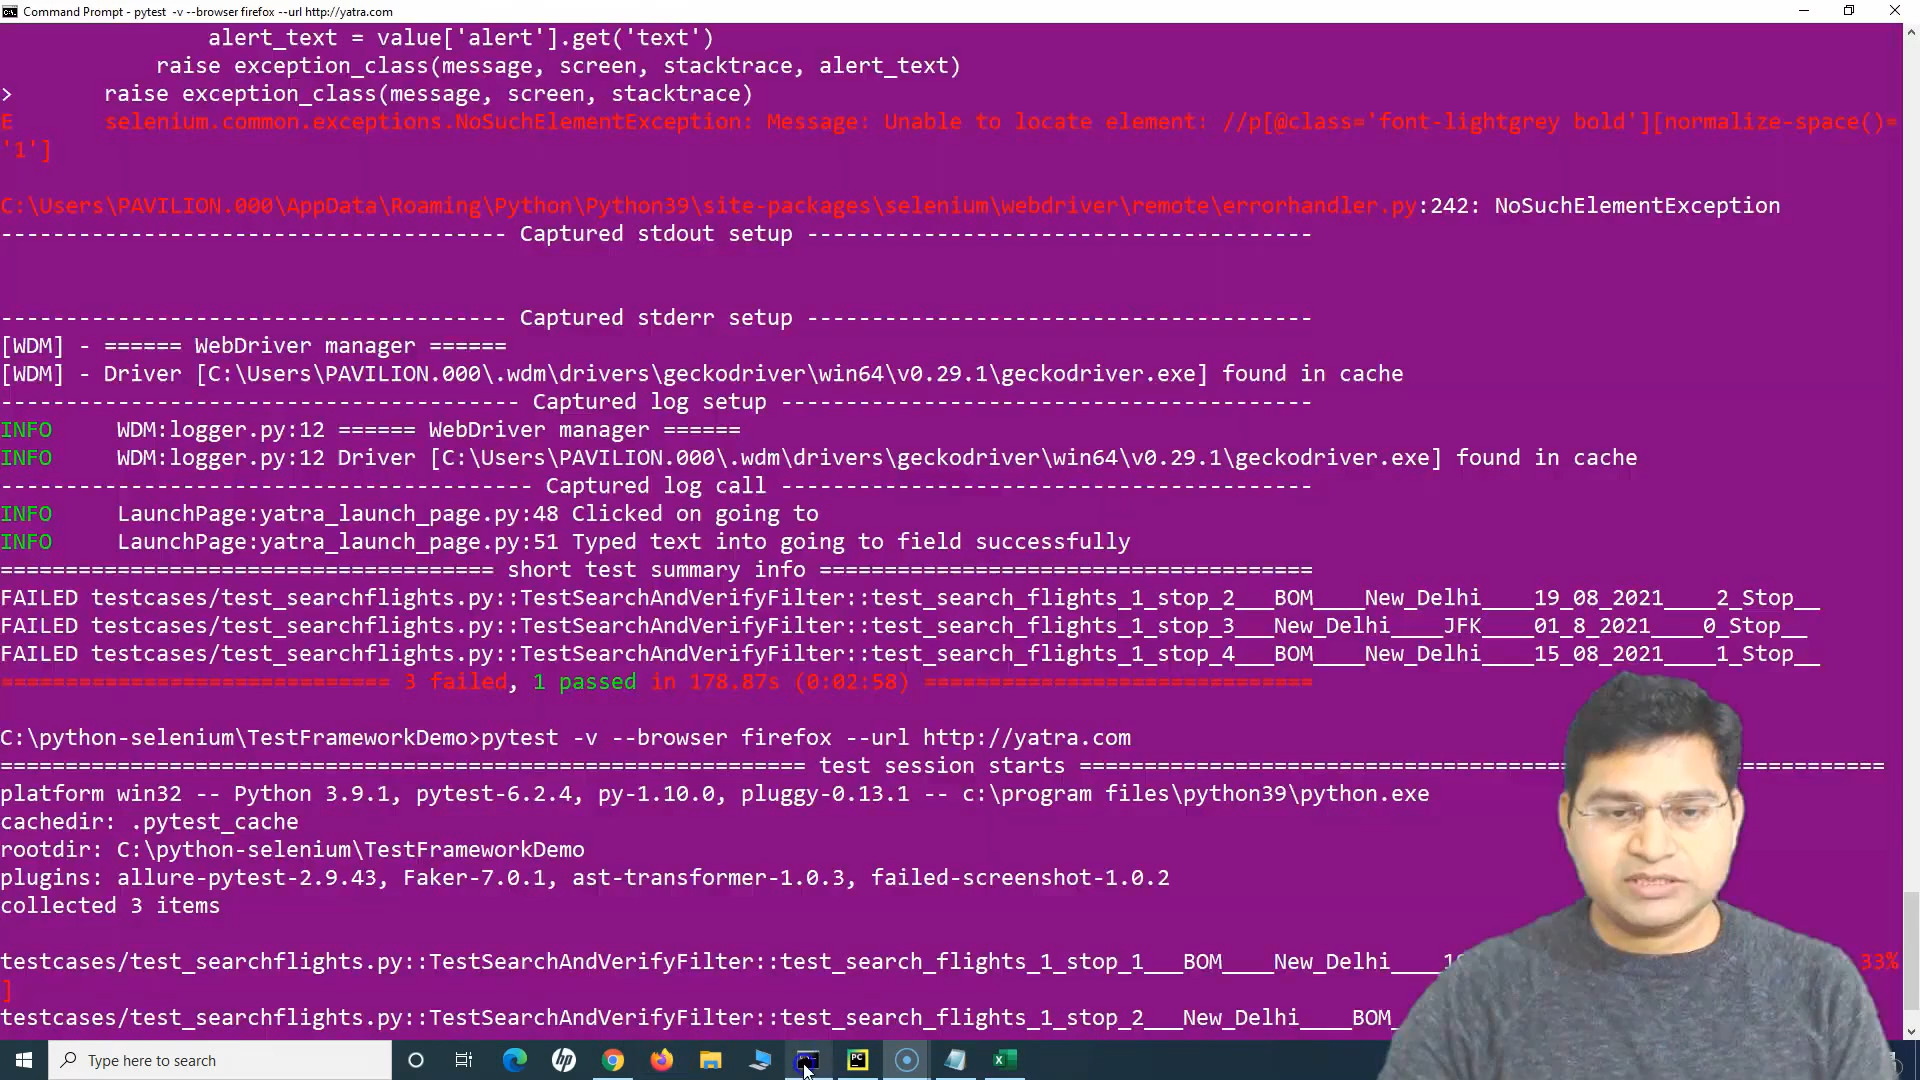 Command Prompt - pytest -v --browser firefox --url http://yatra.com
alert_text = value['alert'].get('text')
raise exception_class(message, screen, stacktrace, alert_text)
> raise exception_class(message, screen, stacktrace)
E selenium.common.exceptions.NoSuchElementException: Message: Unable to locate element: //p[@class='font-lightgrey bold'][normalize-space()=
'1']
C:\Users\PAVILION.000\AppData\Roaming\Python\Python39\site-packages\selenium\webdriver\remote\errorhandler.py:242: NoSuchElementException
--------------------------------------- Captured stdout setup ---------------------------------------
--------------------------------------- Captured stderr setup ---------------------------------------
[WDM] - ====== WebDriver manager ======
[WDM] - Driver [C:\Users\PAVILION.000\.wdm\drivers\geckodriver\win64\v0.29.1\geckodriver.exe] found in cache
---------------------------------------- Captured log setup -----------------------------------------
INFO WDM:logger.py:12 ====== WebDriver manager ======
INFO WDM:logger.py:12 Driver [C:\Users\PAVILION.000\.wdm\drivers\geckodriver\win64\v0.29.1\geckodriver.exe] found in cache
----------------------------------------- Captured log call -----------------------------------------
INFO LaunchPage:yatra_launch_page.py:48 Clicked on going to
INFO LaunchPage:yatra_launch_page.py:51 Typed text into going to field successfully
====================================== short test summary info ======================================
FAILED testcases/test_searchflights.py::TestSearchAndVerifyFilter::test_search_flights_1_stop_2___BOM____New_Delhi____19_08_2021____2_Stop__
FAILED testcases/test_searchflights.py::TestSearchAndVerifyFilter::test_search_flights_1_stop_3___New_Delhi____JFK____01_8_2021____0_Stop__
FAILED testcases/test_searchflights.py::TestSearchAndVerifyFilter::test_search_flights_1_stop_4___BOM____New_Delhi____15_08_2021____1_Stop__
============================== 3 failed, 1 passed in 178.87s (0:02:58) ==============================
C:\python-selenium\TestFrameworkDemo>pytest -v --browser firefox --url http://yatra.com
============================================================== test session starts ==============================================================
platform win32 -- Python 3.9.1, pytest-6.2.4, py-1.10.0, pluggy-0.13.1 -- c:\program files\python39\python.exe
cachedir: .pytest_cache
rootdir: C:\python-selenium\TestFrameworkDemo
plugins: allure-pytest-2.9.43, Faker-7.0.1, ast-transformer-1.0.3, failed-screenshot-1.0.2
collected 3 items
testcases/test_searchflights.py::TestSearchAndVerifyFilter::test_search_flights_1_stop_1___BOM____New_Delhi____ 33%
]
testcases/test_searchflights.py::TestSearchAndVerifyFilter::test_search_flights_1_stop_2___New_Delhi____BOM_
Type here to search